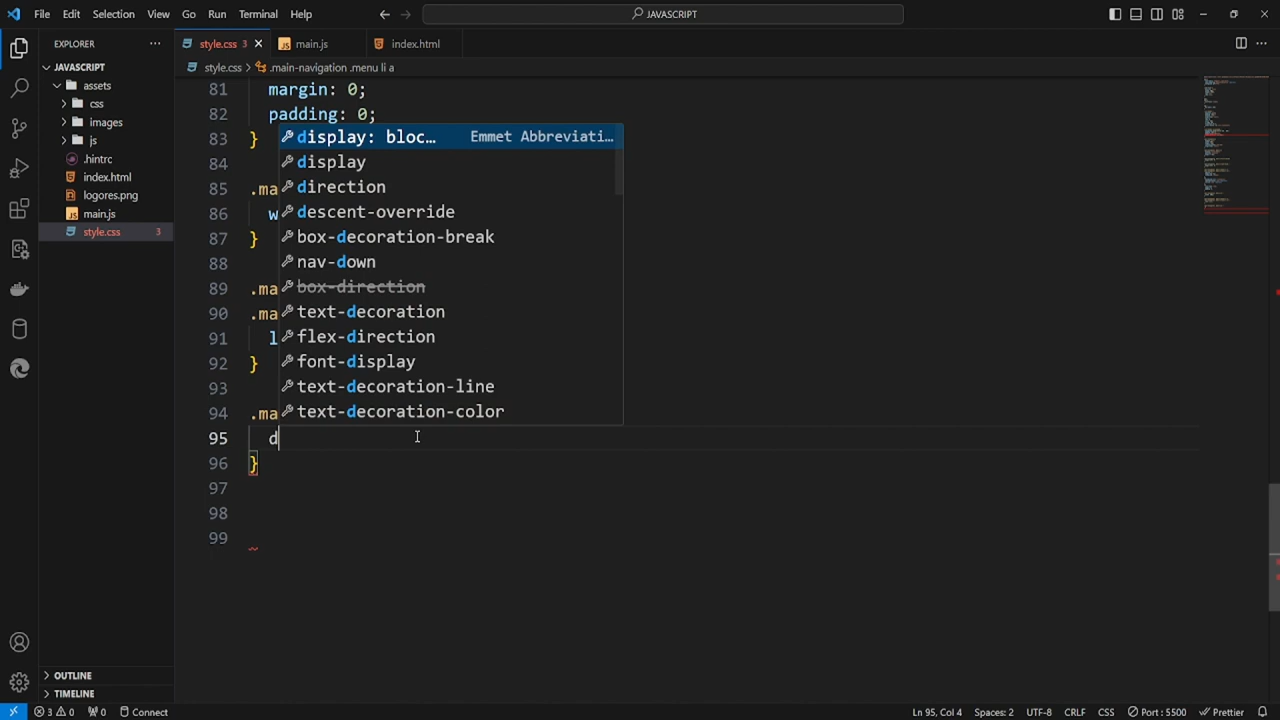 File Edit Selection View Go Run Terminal Help
JAVASCRIPT
EXPLORER
style.css 3
main.js
index.html
JAVASCRIPT
assets
css
images
js
.hintrc
index.html
logores.png
main.js
style.css 3
OUTLINE
TIMELINE
style.css > .main-navigation .menu li a
81 margin: 0;
82 padding: 0;
83 }
84
85 .ma
86 w
87 }
88
89 .ma
90 .ma
91 l
92 }
93
94 .ma
95 d
96 }
97
98
99
display: bloc… Emmet Abbreviati…
display
direction
descent-override
box-decoration-break
nav-down
box-direction
text-decoration
flex-direction
font-display
text-decoration-line
text-decoration-color
3 0 0 Connect
Ln 95, Col 4 Spaces: 2 UTF-8 CRLF CSS Port : 5500 Prettier